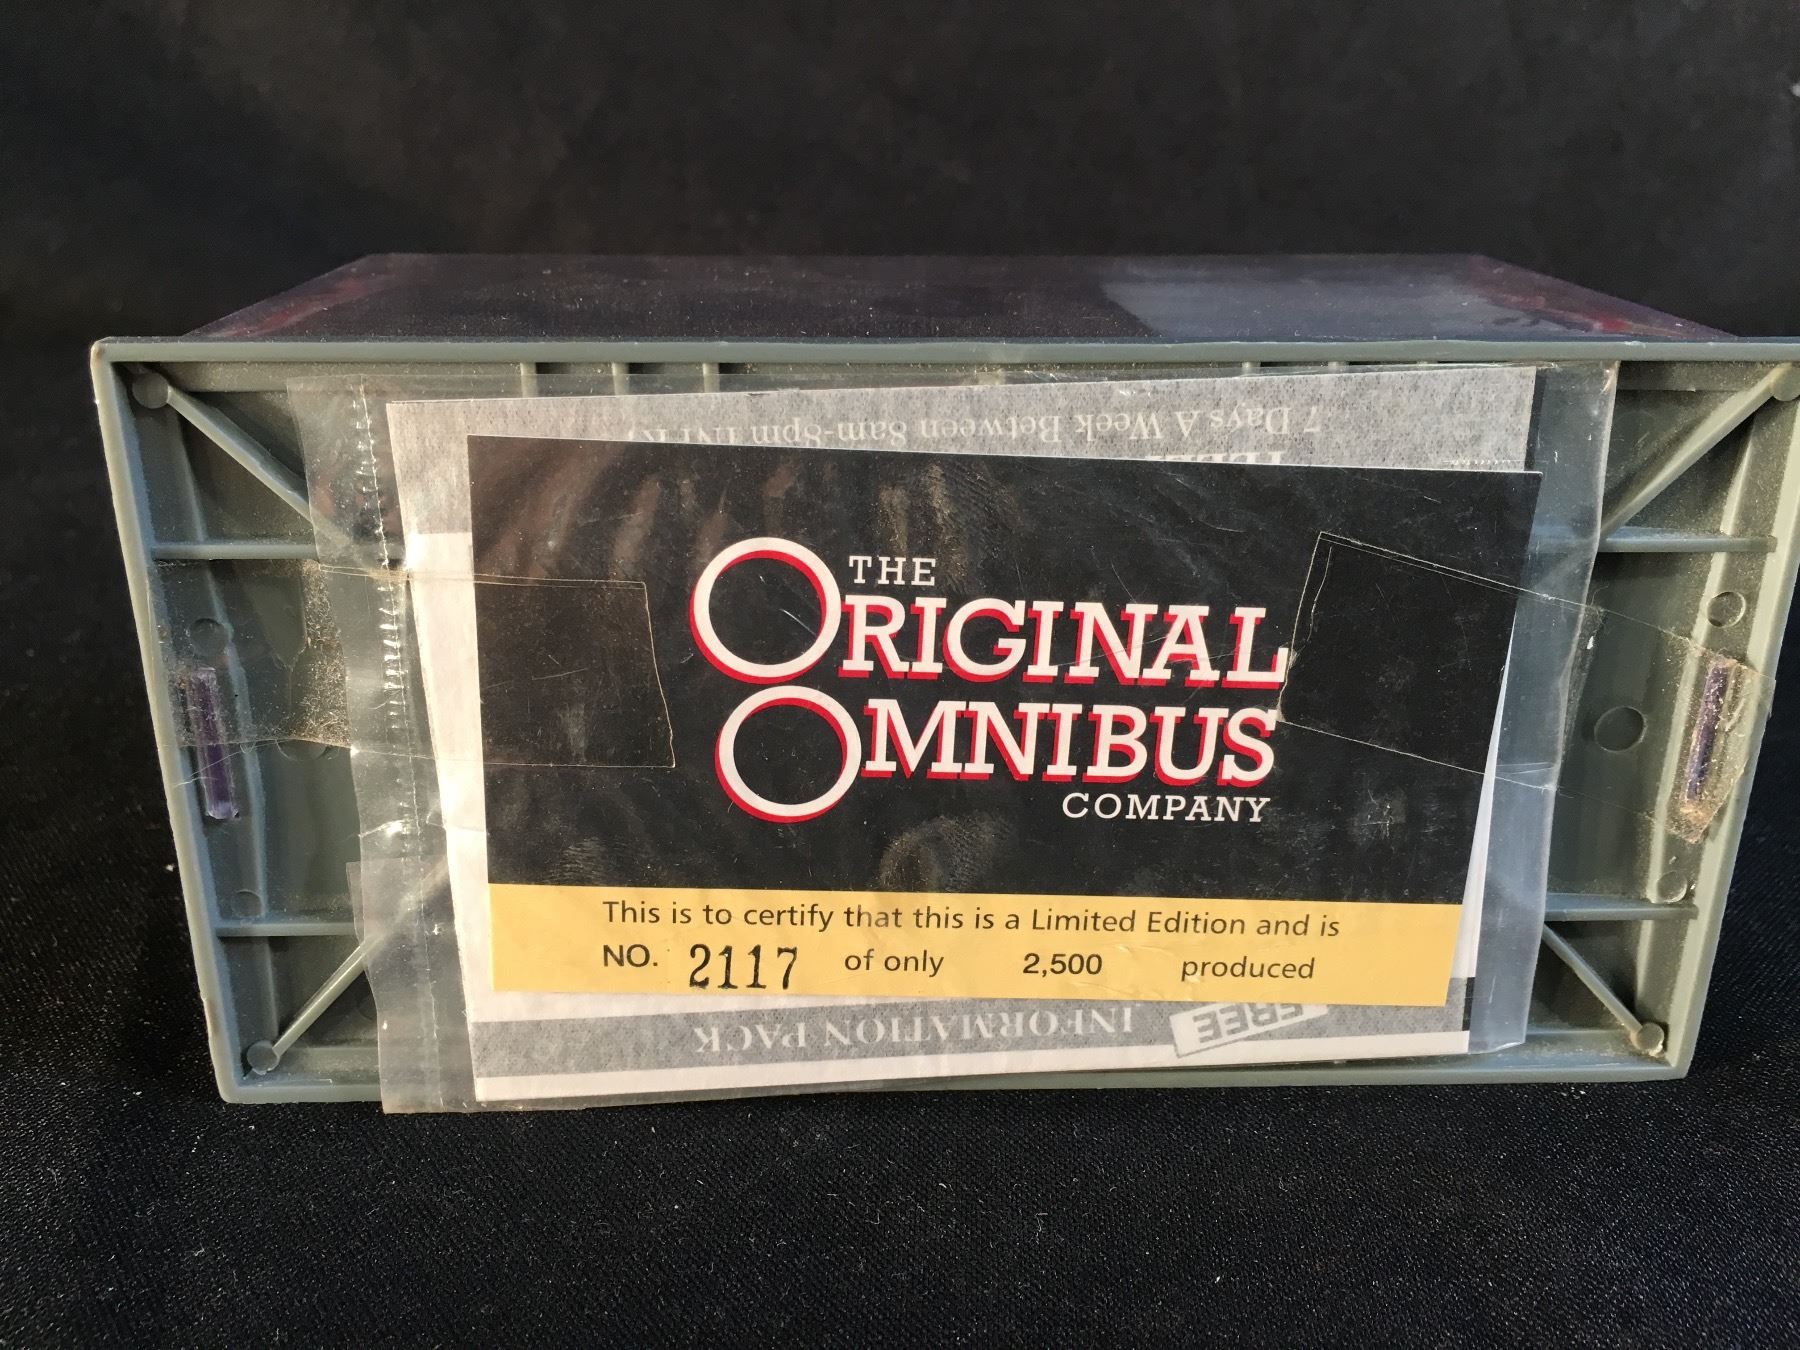 7 Days A Week Between 8am-8pm
THE
ORIGINAL
OMNIBUS
COMPANY
This is to certify that this is a Limited Edition and is
NO. 2117 of only 2,500 produced
FREE
INFORMATION PACK